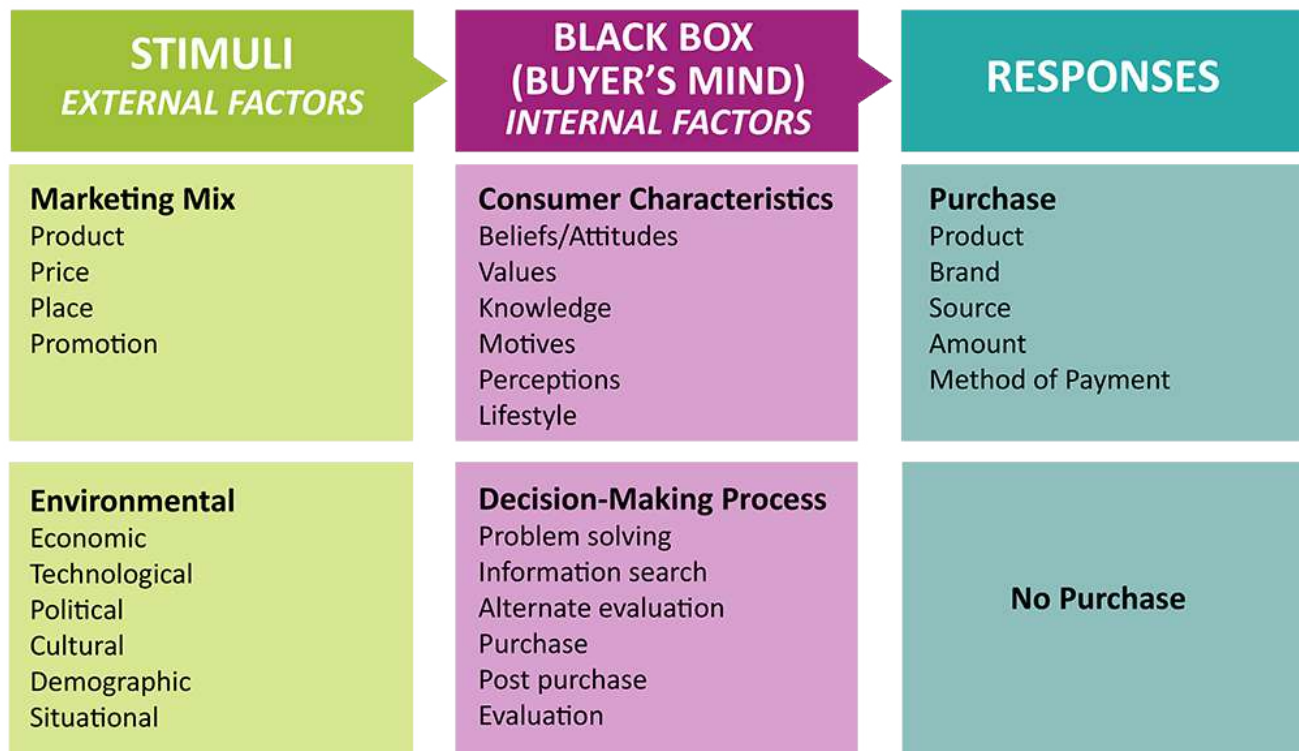 STIMULI
EXTERNAL FACTORS
BLACK BOX
(BUYER'S MIND)
INTERNAL FACTORS
RESPONSES
Marketing Mix
Product
Price
Place
Promotion
Consumer Characteristics
Beliefs/Attitudes
Values
Knowledge
Motives
Perceptions
Lifestyle
Purchase
Product
Brand
Source
Amount
Method of Payment
Environmental
Economic
Technological
Political
Cultural
Demographic
Situational
Decision-Making Process
Problem solving
Information search
Alternate evaluation
Purchase
Post purchase
Evaluation
No Purchase